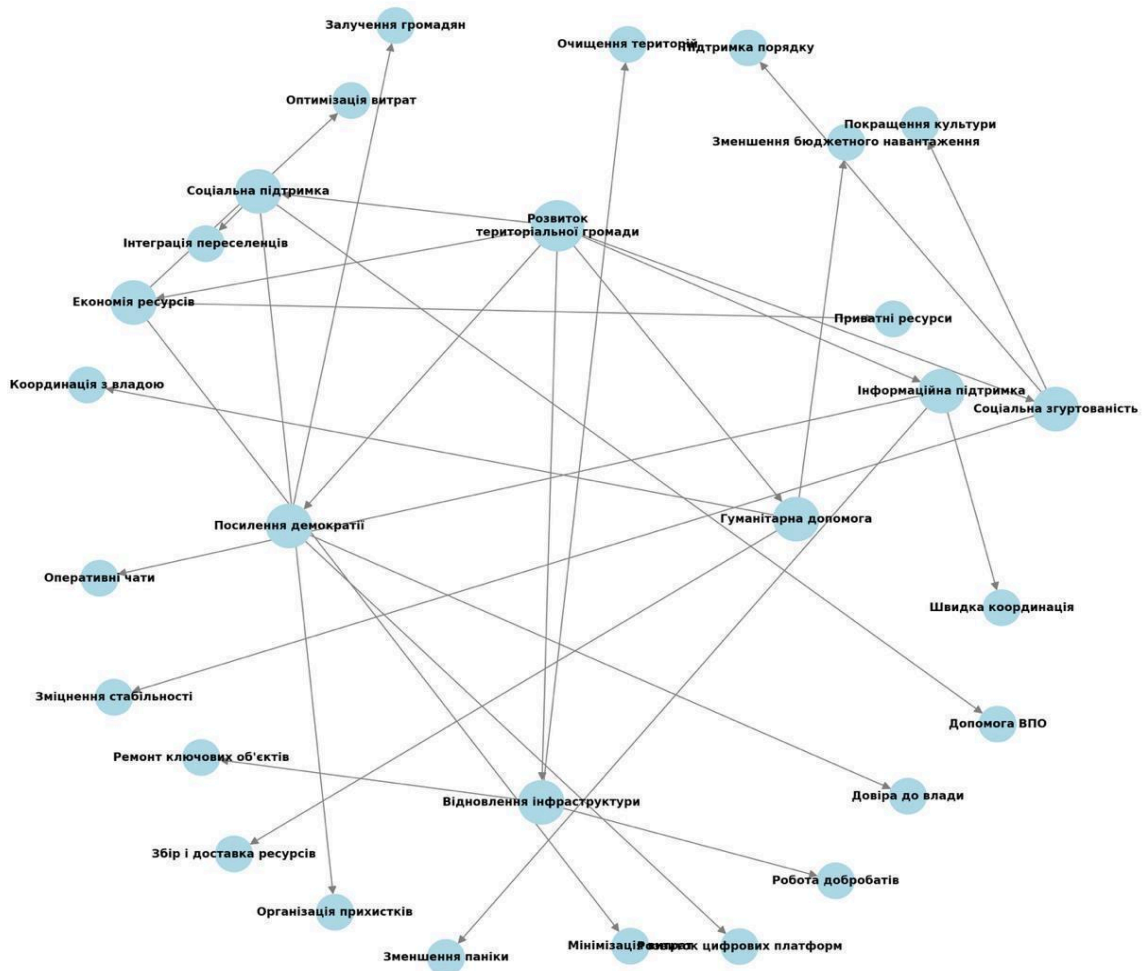 Залучення громадян
Очищення територій
Підтримка порядку
Оптимізація витрат
Покращення культури
Зменшення бюджетного навантаження
Соціальна підтримка
Розвиток
територіальної громади
Інтеграція переселенців
Економія ресурсів
Приватні ресурси
Координація з владою
Інформаційна підтримка
Соціальна згуртованість
Посилення демократії
Гуманітарна допомога
Оперативні чати
Швидка координація
Зміцнення стабільності
Допомога ВПО
Ремонт ключових об'єктів
Відновлення інфраструктури
Довіра до влади
Збір і доставка ресурсів
Робота добробатів
Організація прихистків
Мінімізація витрат
Розвиток цифрових платформ
Зменшення паніки